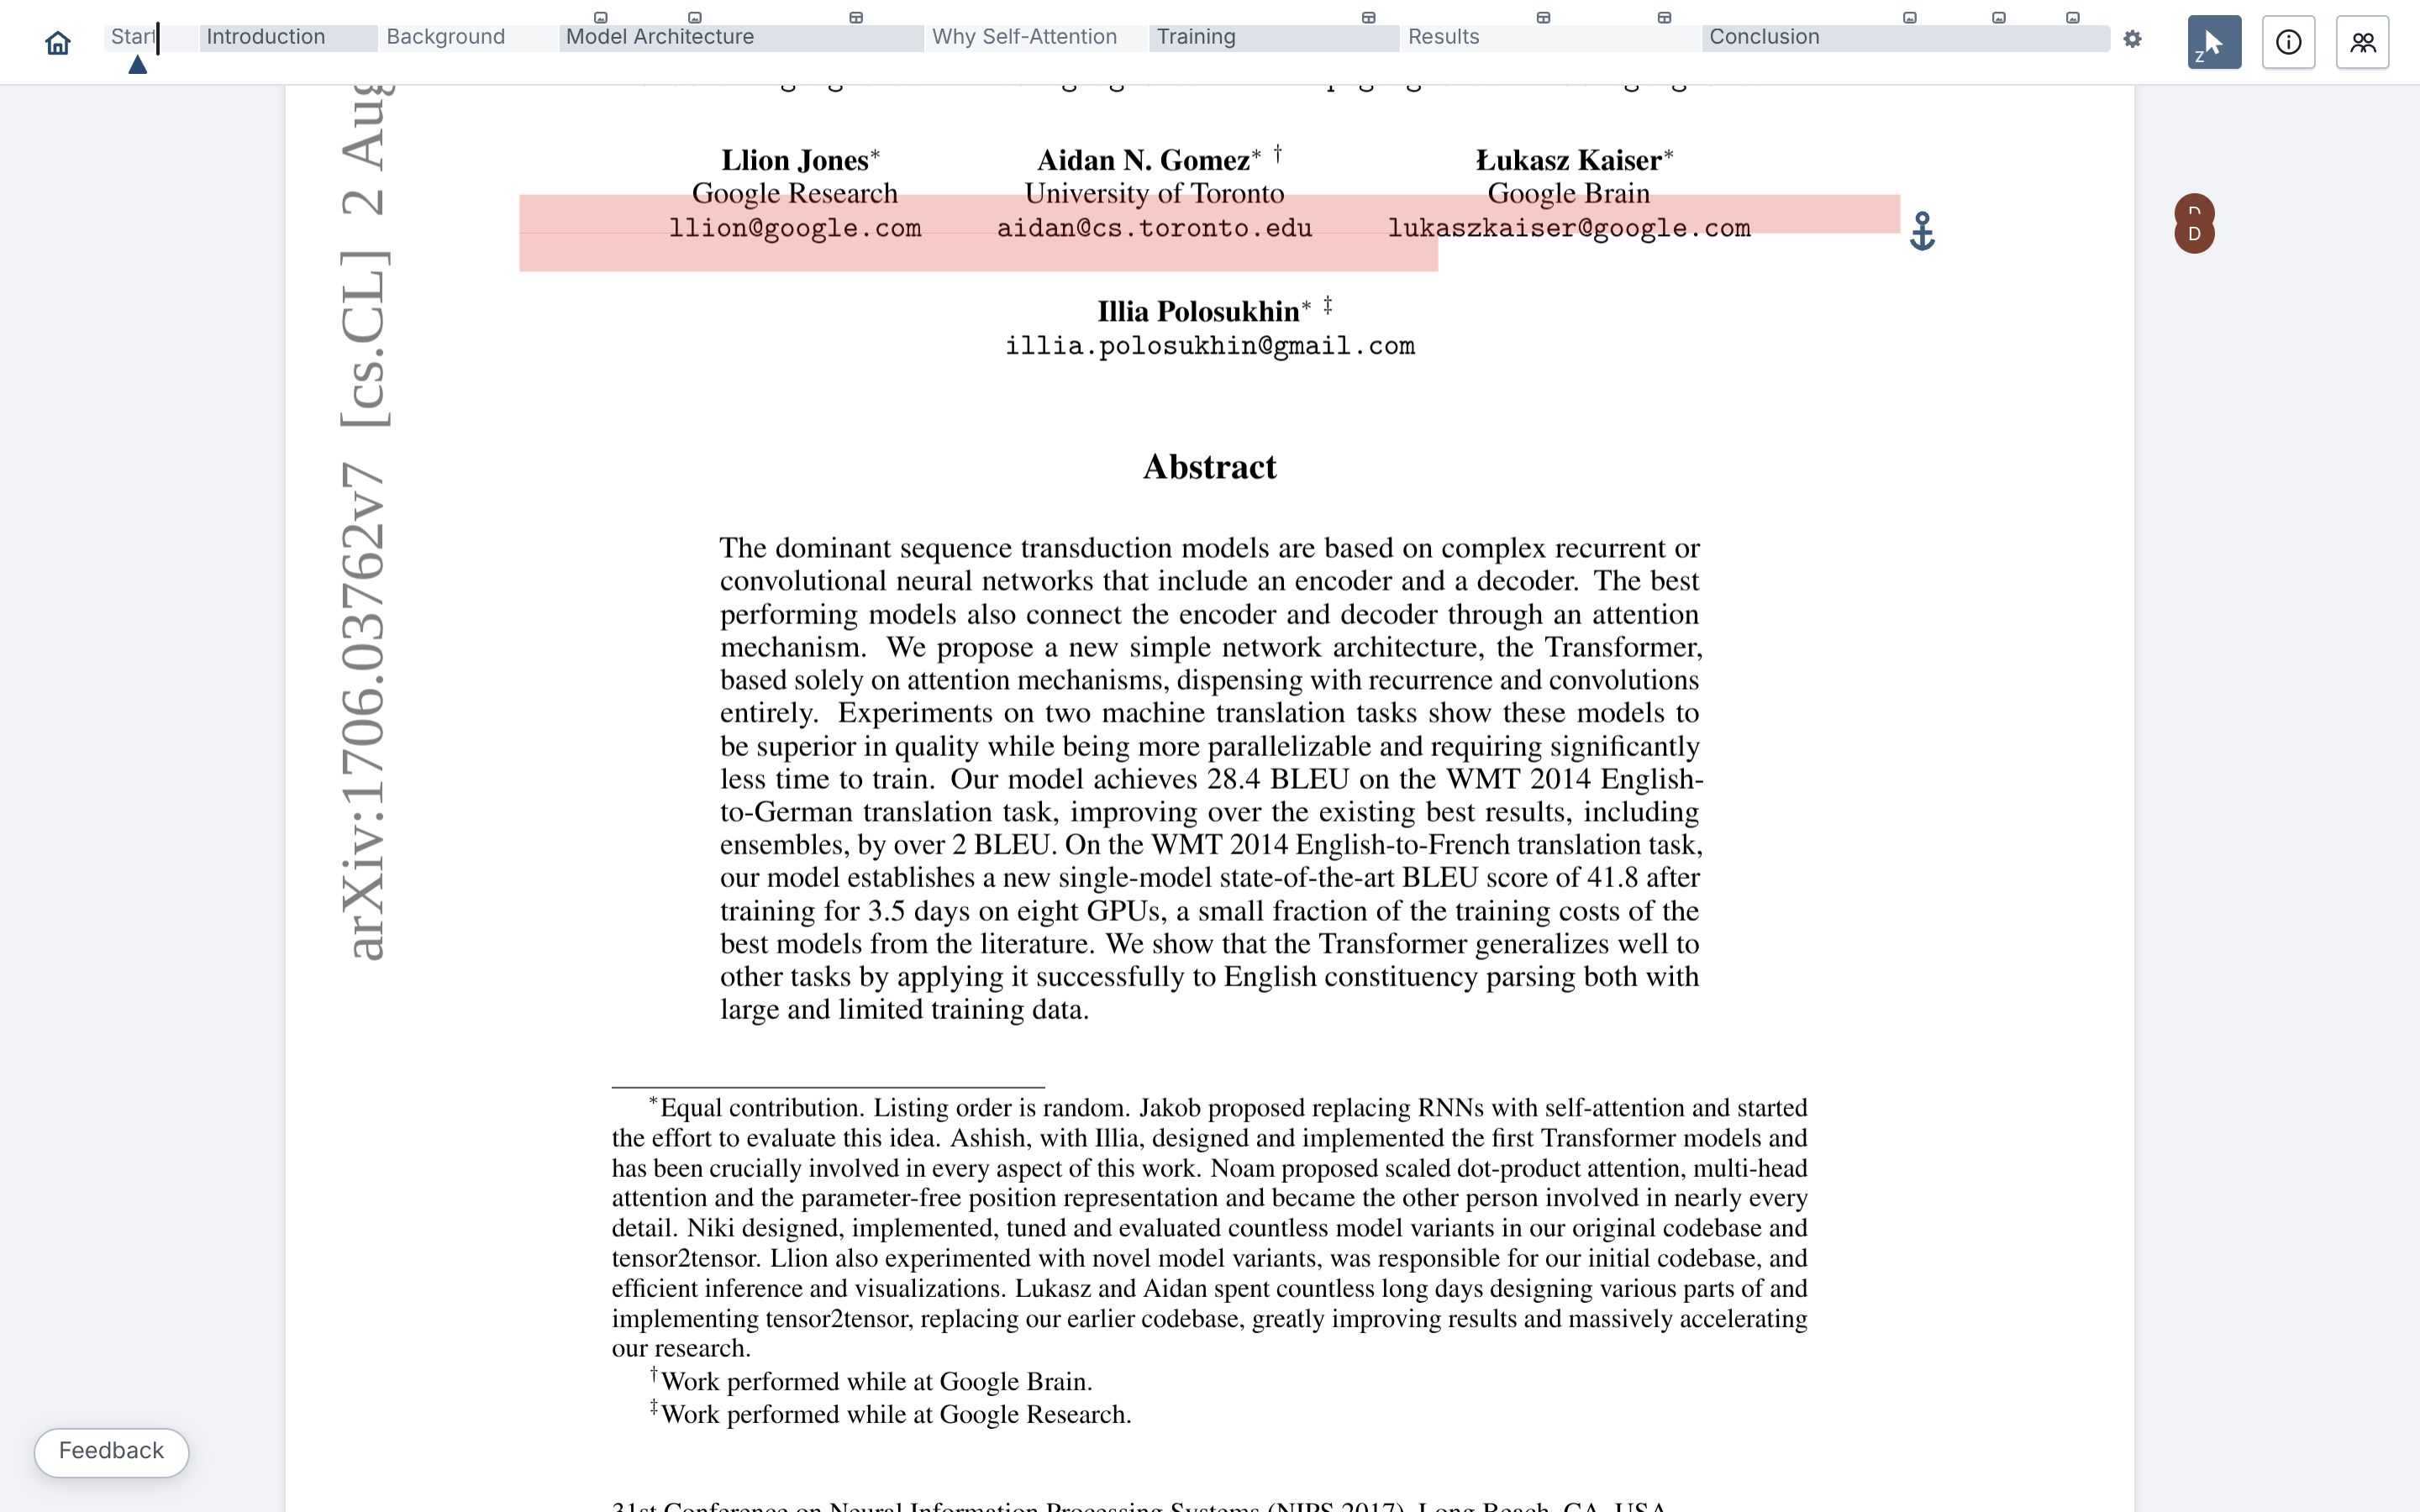 Start
Introduction
Background
Model Architecture
Why Self-Attention
Training
Results
Conclusion
Z
arXiv:1706.03762v7 [cs.CL] 2 Aug
Llion Jones* Aidan N. Gomez* † Łukasz Kaiser*
Google Research University of Toronto Google Brain
llion@google.com aidan@cs.toronto.edu lukaszkaiser@google.com
D
D
Illia Polosukhin* ‡
illia.polosukhin@gmail.com
Abstract
The dominant sequence transduction models are based on complex recurrent or
convolutional neural networks that include an encoder and a decoder. The best
performing models also connect the encoder and decoder through an attention
mechanism. We propose a new simple network architecture, the Transformer,
based solely on attention mechanisms, dispensing with recurrence and convolutions
entirely. Experiments on two machine translation tasks show these models to
be superior in quality while being more parallelizable and requiring significantly
less time to train. Our model achieves 28.4 BLEU on the WMT 2014 English-
to-German translation task, improving over the existing best results, including
ensembles, by over 2 BLEU. On the WMT 2014 English-to-French translation task,
our model establishes a new single-model state-of-the-art BLEU score of 41.8 after
training for 3.5 days on eight GPUs, a small fraction of the training costs of the
best models from the literature. We show that the Transformer generalizes well to
other tasks by applying it successfully to English constituency parsing both with
large and limited training data.
*Equal contribution. Listing order is random. Jakob proposed replacing RNNs with self-attention and started
the effort to evaluate this idea. Ashish, with Illia, designed and implemented the first Transformer models and
has been crucially involved in every aspect of this work. Noam proposed scaled dot-product attention, multi-head
attention and the parameter-free position representation and became the other person involved in nearly every
detail. Niki designed, implemented, tuned and evaluated countless model variants in our original codebase and
tensor2tensor. Llion also experimented with novel model variants, was responsible for our initial codebase, and
efficient inference and visualizations. Lukasz and Aidan spent countless long days designing various parts of and
implementing tensor2tensor, replacing our earlier codebase, greatly improving results and massively accelerating
our research.
†Work performed while at Google Brain.
‡Work performed while at Google Research.
31st Conference on Neural Information Processing Systems (NIPS 2017), Long Beach, CA, USA.
Feedback